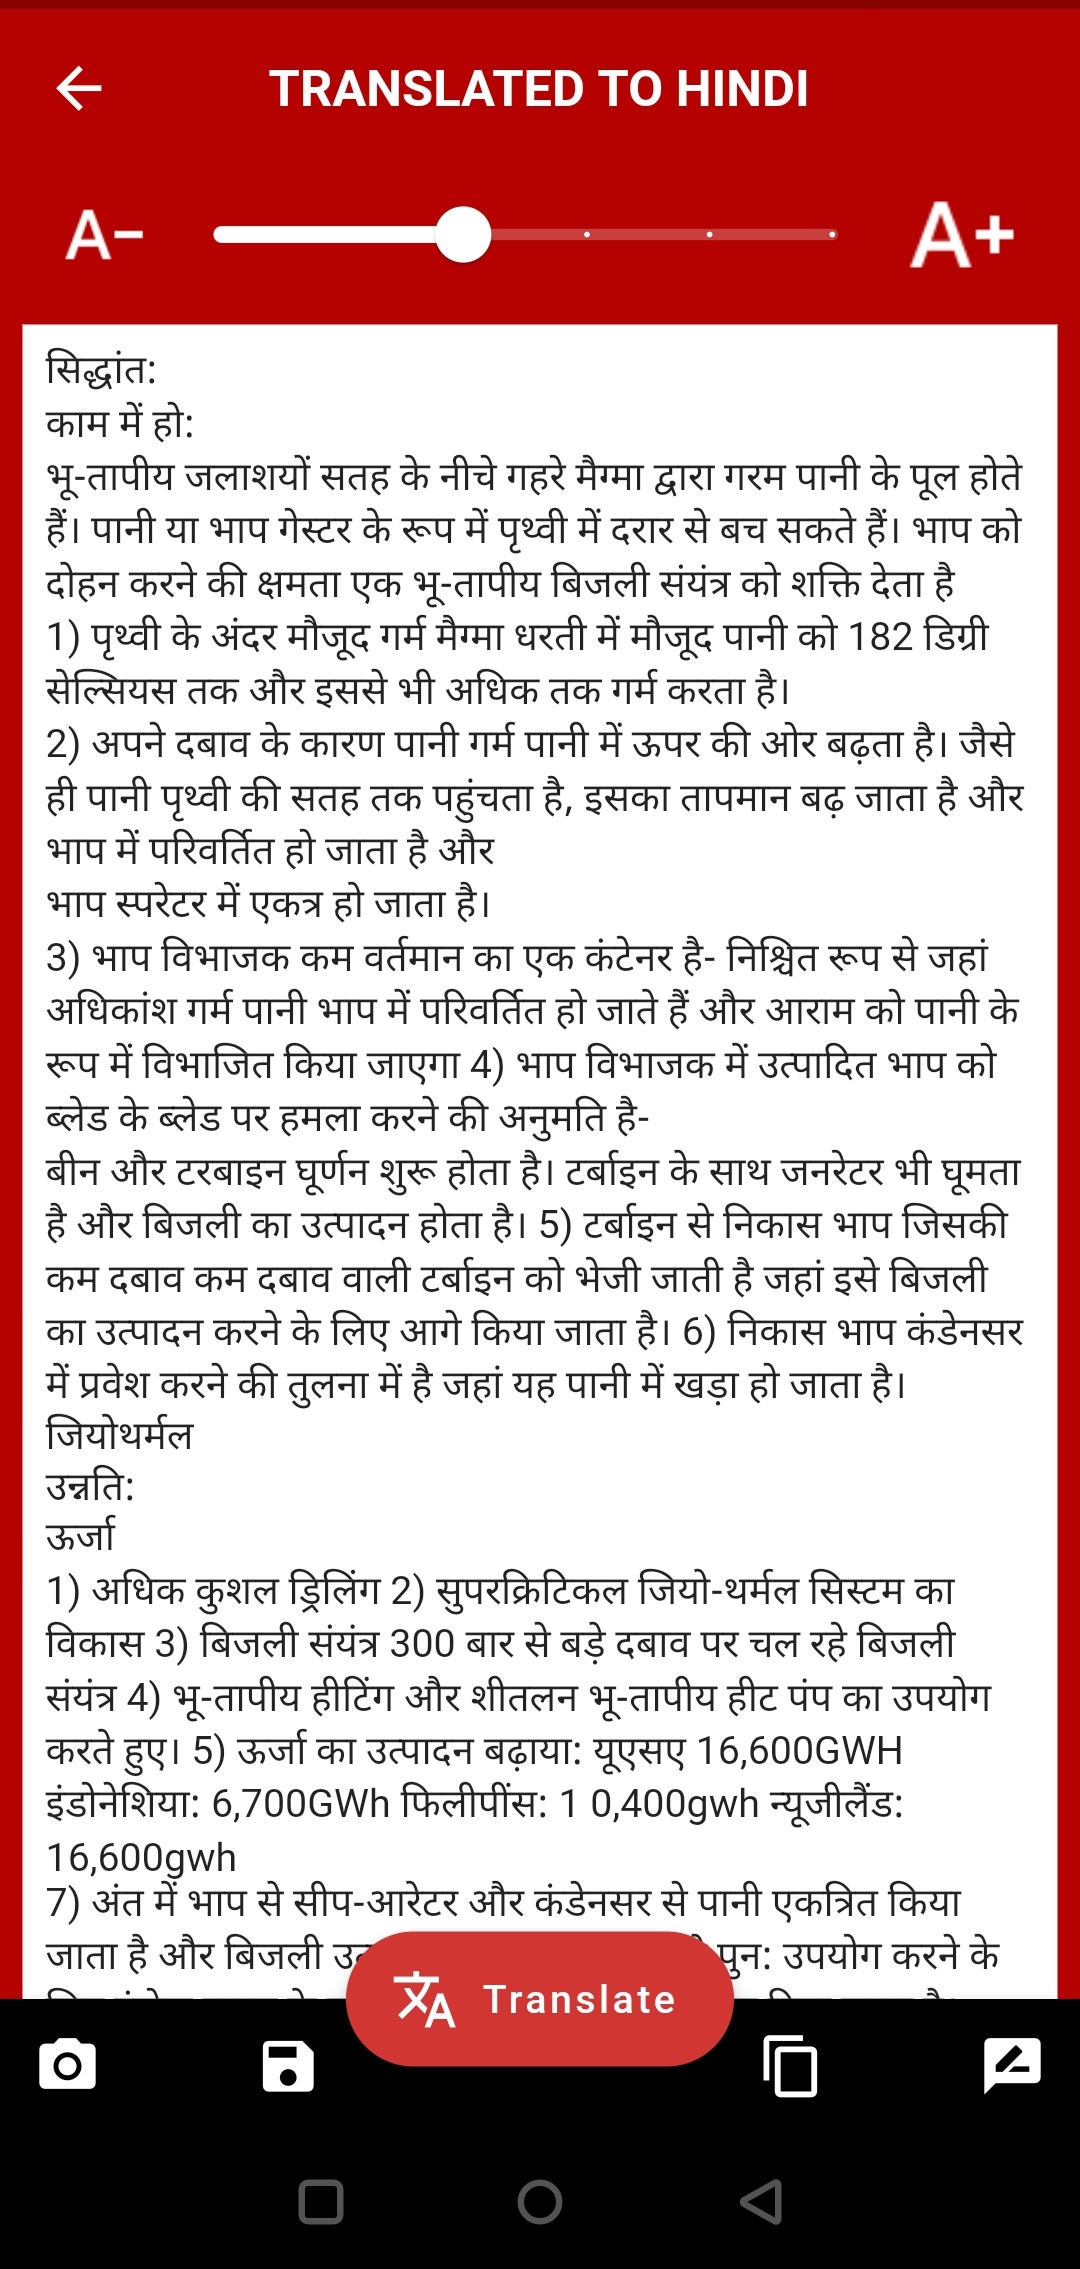 TRANSLATED TO HINDI
A- A+
सिद्धांत:
काम में हो:
भू-तापीय जलाशयों सतह के नीचे गहरे मैग्मा द्वारा गरम पानी के पूल होते
हैं। पानी या भाप गेस्टर के रूप में पृथ्वी में दरार से बच सकते हैं। भाप को
दोहन करने की क्षमता एक भू-तापीय बिजली संयंत्र को शक्ति देता है
1) पृथ्वी के अंदर मौजूद गर्म मैग्मा धरती में मौजूद पानी को 182 डिग्री
सेल्सियस तक और इससे भी अधिक तक गर्म करता है।
2) अपने दबाव के कारण पानी गर्म पानी में ऊपर की ओर बढ़ता है। जैसे
ही पानी पृथ्वी की सतह तक पहुंचता है, इसका तापमान बढ़ जाता है और
भाप में परिवर्तित हो जाता है और
भाप स्परेटर में एकत्र हो जाता है।
3) भाप विभाजक कम वर्तमान का एक कंटेनर है- निश्चित रूप से जहां
अधिकांश गर्म पानी भाप में परिवर्तित हो जाते हैं और आराम को पानी के
रूप में विभाजित किया जाएगा 4) भाप विभाजक में उत्पादित भाप को
ब्लेड के ब्लेड पर हमला करने की अनुमति है-
बीन और टरबाइन घूर्णन शुरू होता है। टर्बाइन के साथ जनरेटर भी घूमता
है और बिजली का उत्पादन होता है। 5) टर्बाइन से निकास भाप जिसकी
कम दबाव कम दबाव वाली टर्बाइन को भेजी जाती है जहां इसे बिजली
का उत्पादन करने के लिए आगे किया जाता है। 6) निकास भाप कंडेनसर
में प्रवेश करने की तुलना में है जहां यह पानी में खड़ा हो जाता है।
जियोथर्मल
उन्नति:
ऊर्जा
1) अधिक कुशल ड्रिलिंग 2) सुपरक्रिटिकल जियो-थर्मल सिस्टम का
विकास 3) बिजली संयंत्र 300 बार से बड़े दबाव पर चल रहे बिजली
संयंत्र 4) भू-तापीय हीटिंग और शीतलन भू-तापीय हीट पंप का उपयोग
करते हुए। 5) ऊर्जा का उत्पादन बढ़ाया: यूएसए 16,600GWH
इंडोनेशिया: 6,700GWh फिलीपींस: 1 0,400gwh न्यूजीलैंड:
16,600gwh
7) अंत में भाप से सीप-आरेटर और कंडेनसर से पानी एकत्रित किया
जाता है और बिजली पुन: उपयोग करने के
Translate